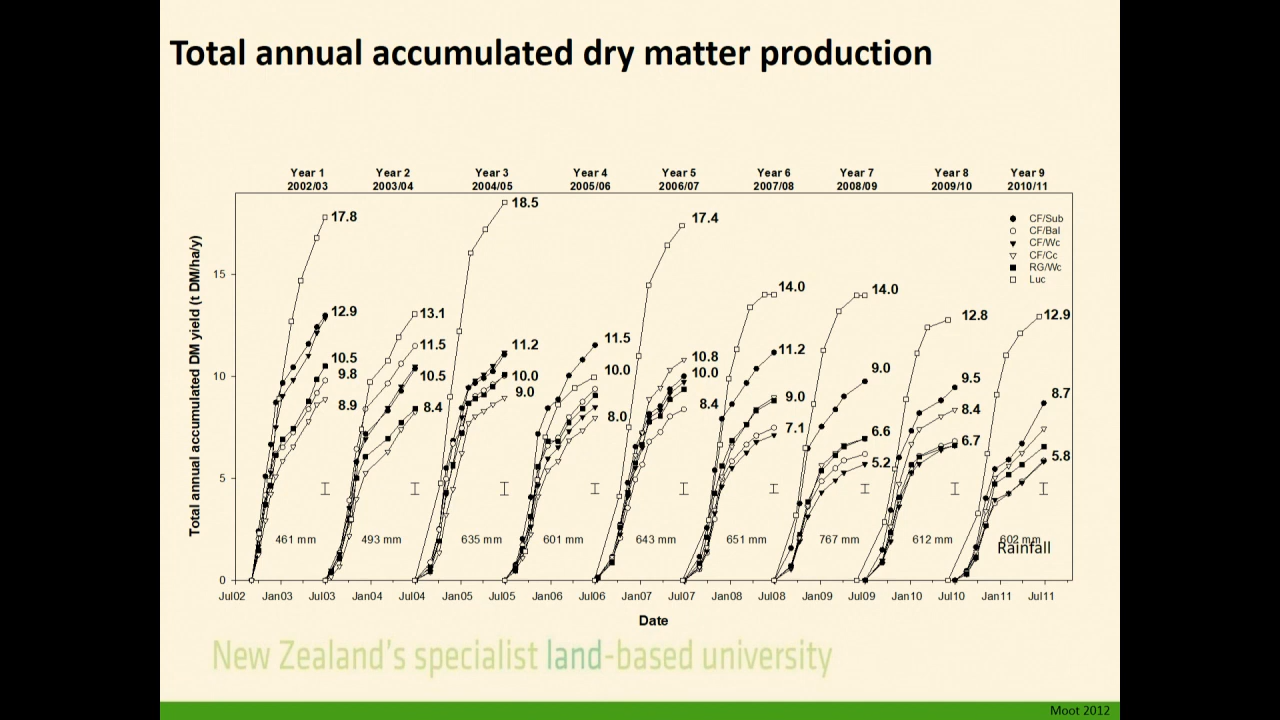 Total annual accumulated dry matter production
Year 1 Year 2 Year 3 Year 4 Year 5 Year 6 Year 7 Year 8 Year 9
2002/03 2003/04 2004/05 2005/06 2006/07 2007/08 2008/09 2009/10 2010/11
Total annual accumulated DM yield (t DM/ha/y)
15
10
5
0
17.8
12.9
10.5
9.8
8.9
13.1
11.5
10.5
8.4
18.5
11.2
10.0
9.0
11.5
10.0
8.0
17.4
10.8
10.0
8.4
14.0
11.2
9.0
7.1
14.0
9.0
6.6
5.2
12.8
9.5
8.4
6.7
12.9
8.7
5.8
CF/Sub
CF/Bal
CF/Wc
CF/Cc
RG/Wc
Luc
461 mm 493 mm 635 mm 601 mm 643 mm 651 mm 767 mm 612 mm 602 mm
Rainfall
Jul02 Jan03 Jul03 Jan04 Jul04 Jan05 Jul05 Jan06 Jul06 Jan07 Jul07 Jan08 Jul08 Jan09 Jul09 Jan10 Jul10 Jan11 Jul11
Date
New Zealand's specialist land-based university
Moot 2012